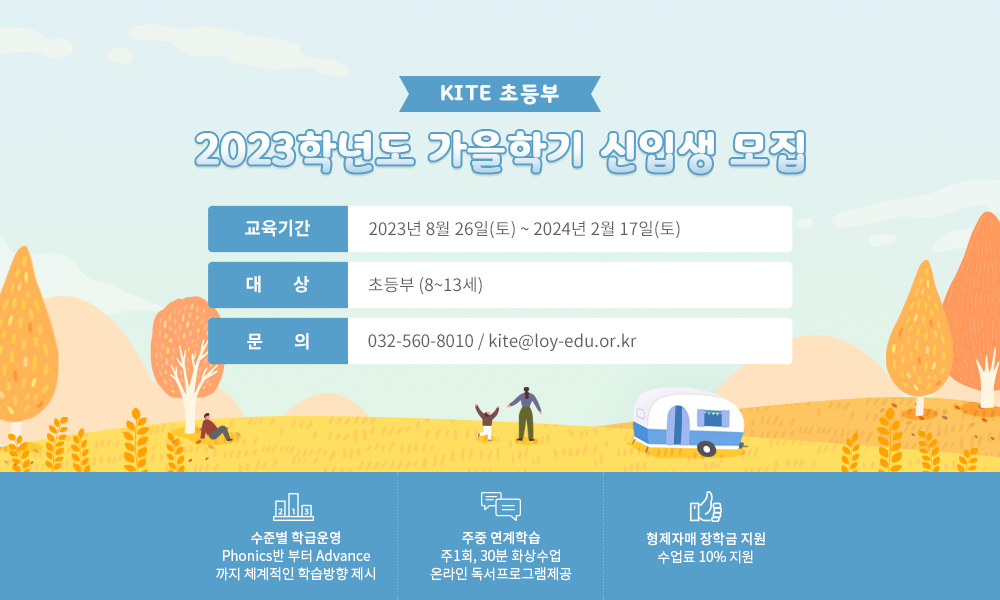 KITE 초등부
2023학년도 가을학기 신입생 모집
교육기간 2023년 8월 26일(토) ~ 2024년 2월 17일(토)
대 상 초등부 (8~13세)
문 의 032-560-8010 / kite@loy-edu.or.kr
2 1 3
수준별 학급운영
Phonics반 부터 Advance
까지 체계적인 학습방향 제시
주중 연계학습
주1회, 30분 화상수업
온라인 독서프로그램제공
형제자매 장학금 지원
수업료 10% 지원